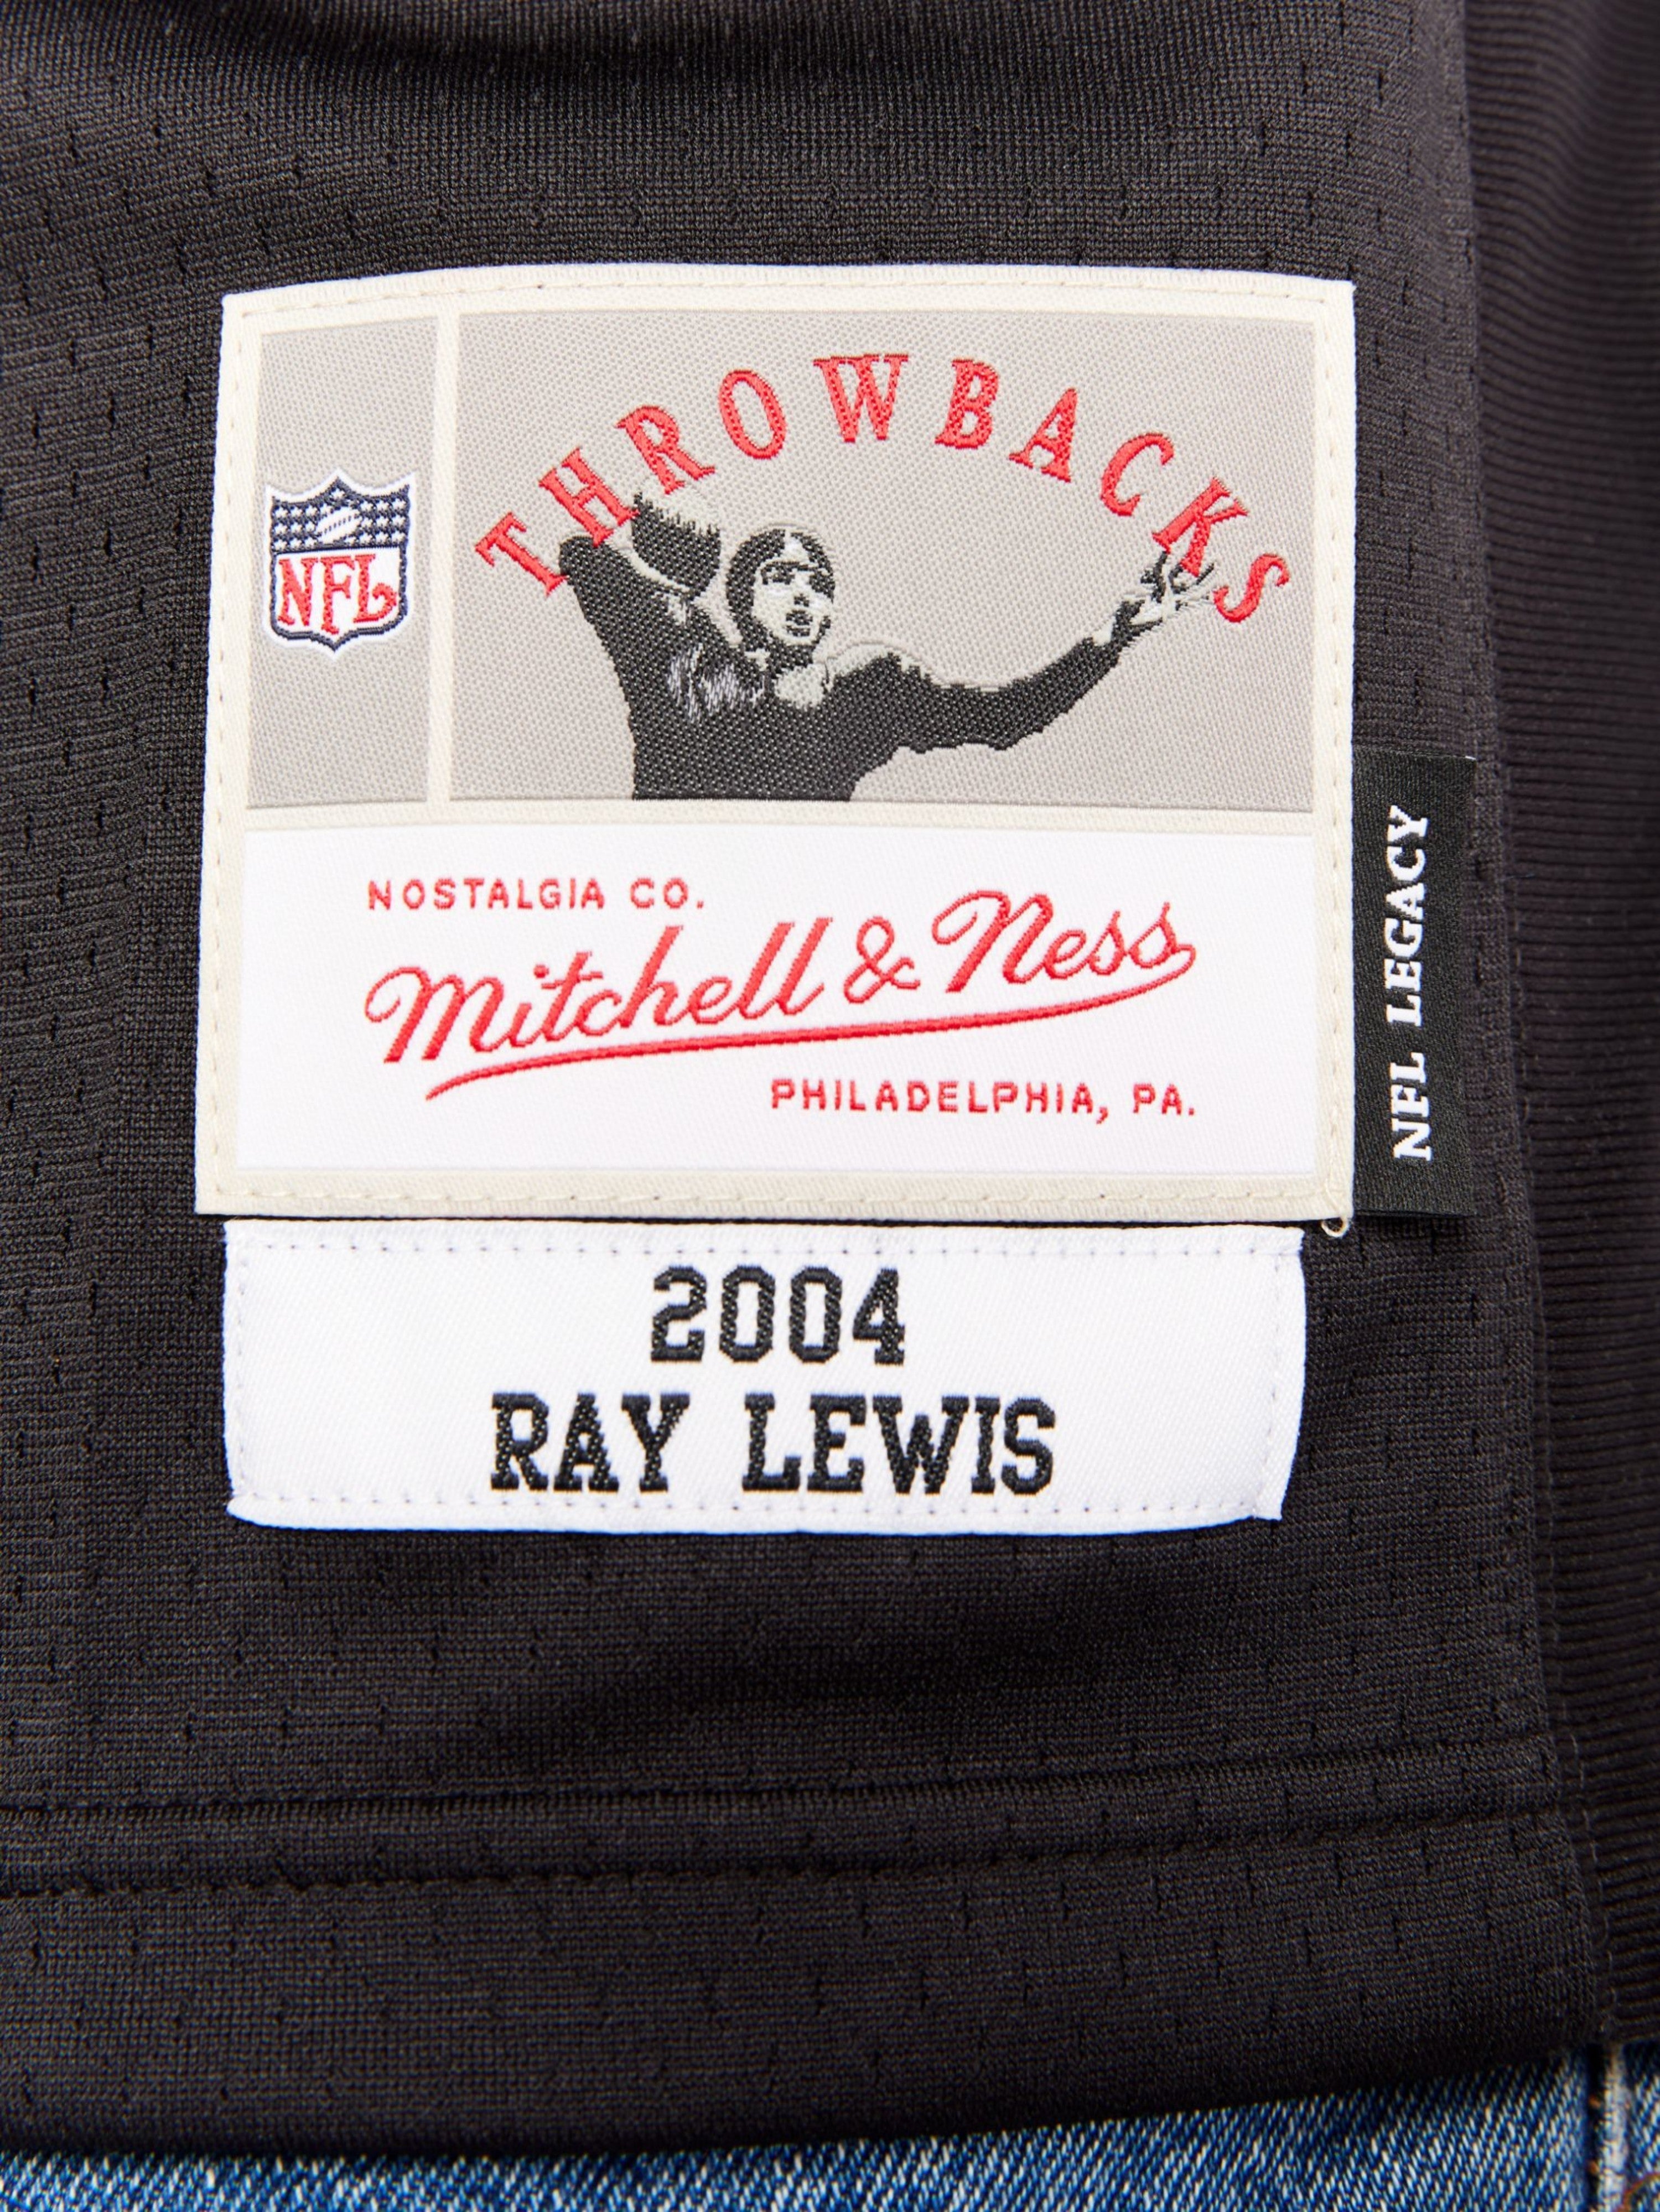 THROWBACKS
NFL
NOSTALGIA CO.
Mitchell & Ness
PHILADELPHIA, PA.
NFL LEGACY
2004
RAY LEWIS